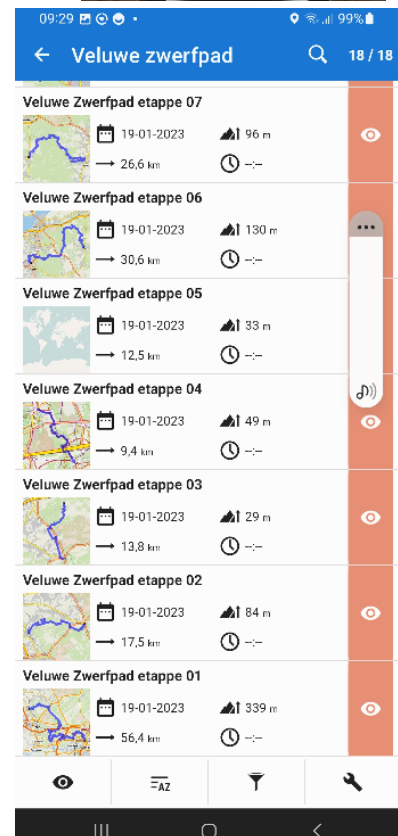 09:29 99%
Veluwe zwerfpad 18 / 18
Veluwe Zwerfpad etappe 07
19-01-2023 96 m
26,6 km --:--
Veluwe Zwerfpad etappe 06
19-01-2023 130 m
30,6 km --:--
Veluwe Zwerfpad etappe 05
19-01-2023 33 m
12,5 km --:--
Veluwe Zwerfpad etappe 04
19-01-2023 49 m
9,4 km --:--
Veluwe Zwerfpad etappe 03
19-01-2023 29 m
13,8 km --:--
Veluwe Zwerfpad etappe 02
19-01-2023 84 m
17,5 km --:--
Veluwe Zwerfpad etappe 01
19-01-2023 339 m
56,4 km --:--
AZ